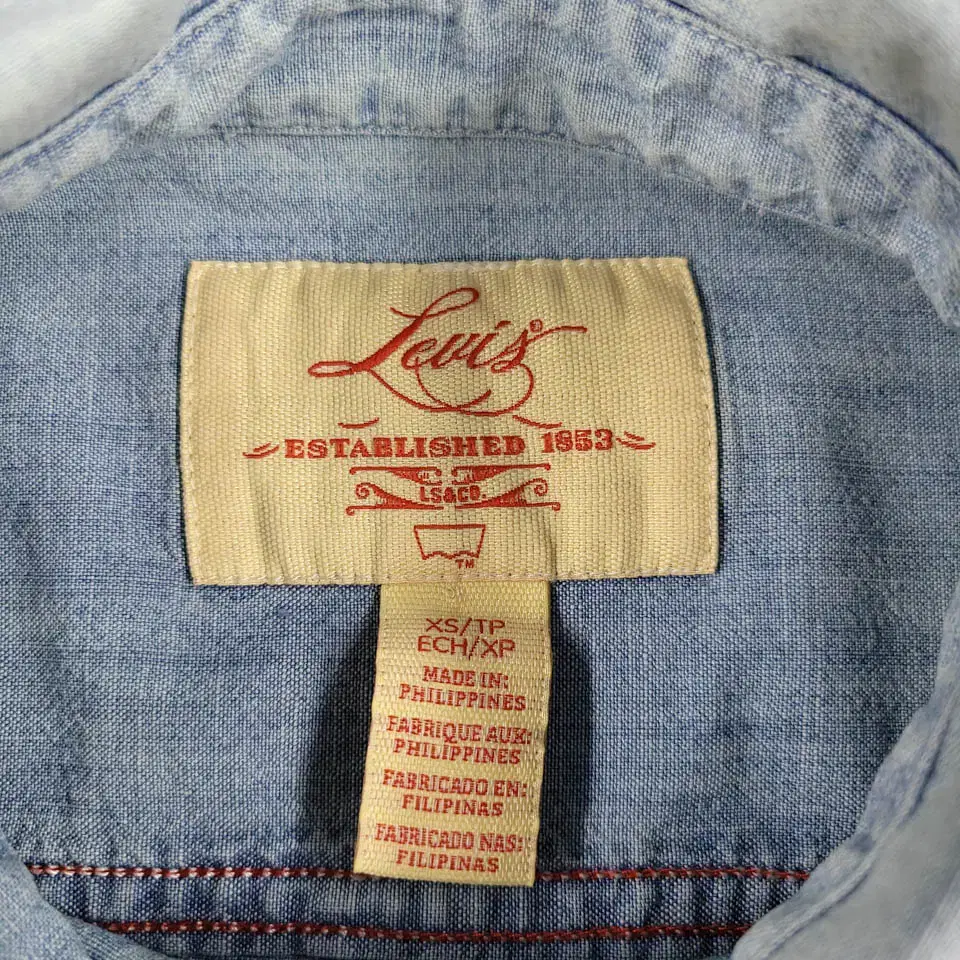 Levi's®
ESTABLISHED 1853
LS&CO.
TM
XS/TP
ECH/XP
MADE IN:
PHILIPPINES
FABRIQUE AUX:
PHILIPPINES
FABRICADO EN:
FILIPINAS
FABRICADO NAS:
FILIPINAS